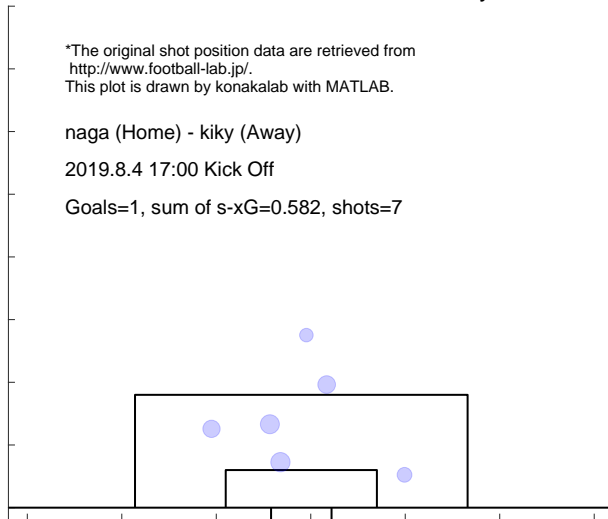 *The original shot position data are retrieved from
http://www.football-lab.jp/.
This plot is drawn by konakalab with MATLAB.
naga (Home) - kiky (Away)
2019.8.4 17:00 Kick Off
Goals=1, sum of s-xG=0.582, shots=7